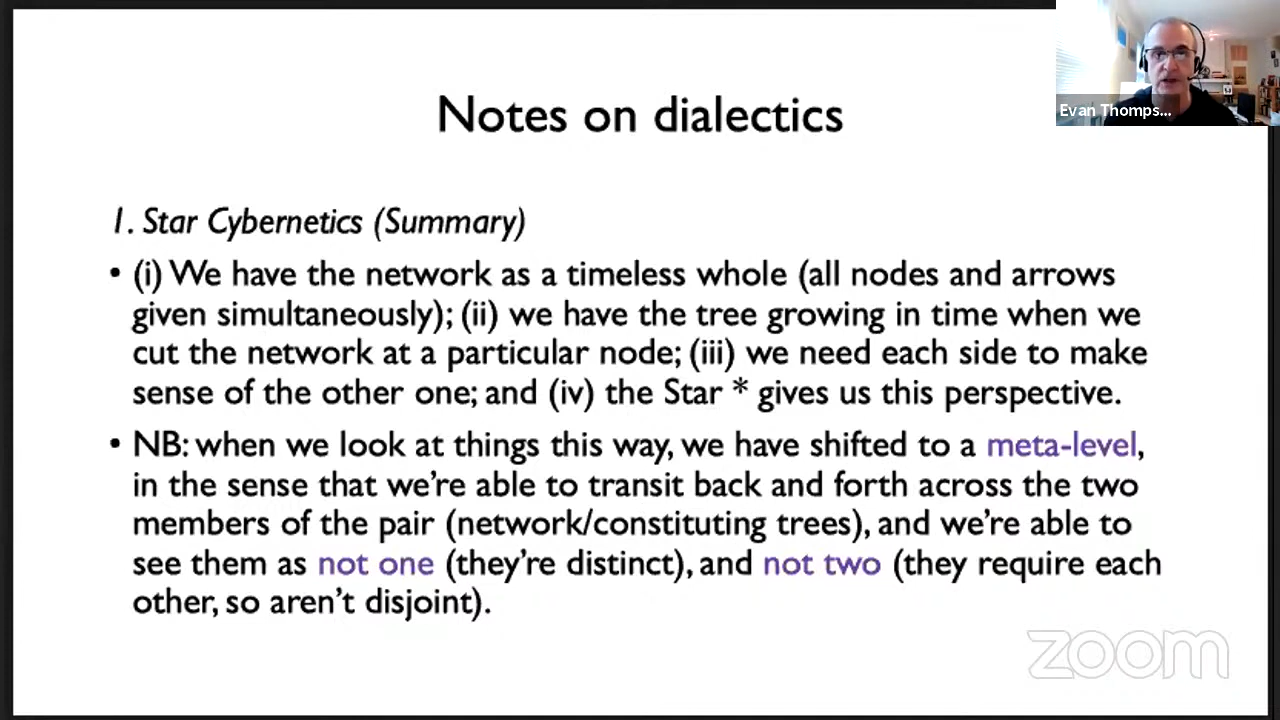 Notes on dialectics
Evan Thomps...
1. Star Cybernetics (Summary)
• (i) We have the network as a timeless whole (all nodes and arrows
given simultaneously); (ii) we have the tree growing in time when we
cut the network at a particular node; (iii) we need each side to make
sense of the other one; and (iv) the Star * gives us this perspective.
• NB: when we look at things this way, we have shifted to a meta-level,
in the sense that we're able to transit back and forth across the two
members of the pair (network/constituting trees), and we're able to
see them as not one (they're distinct), and not two (they require each
other, so aren't disjoint).
zoom